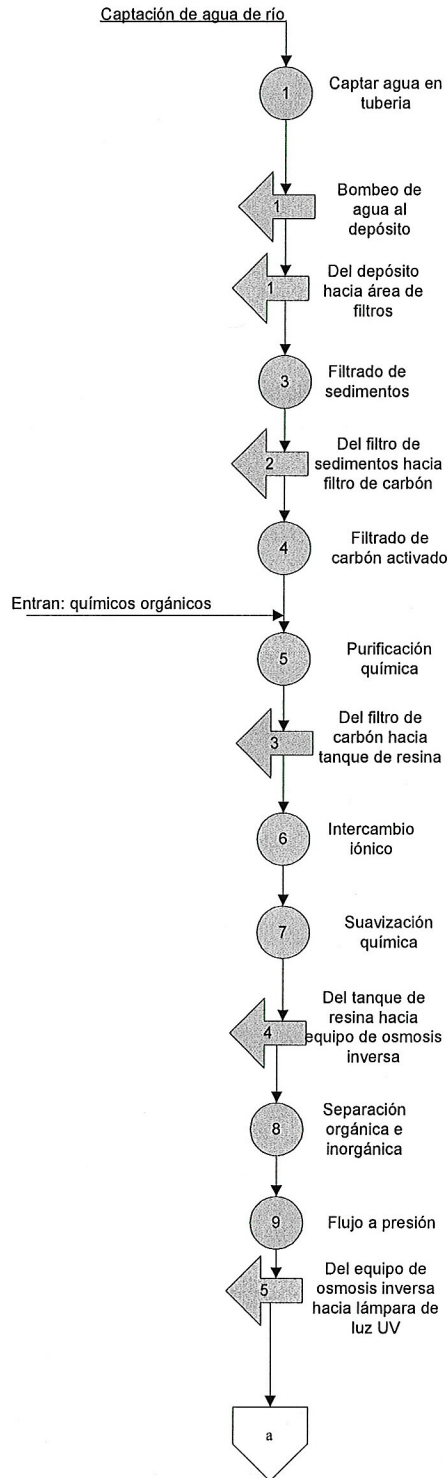 Captación de agua de río
1
Captar agua en
tuberia
1
Bombeo de
agua al
depósito
1
Del depósito
hacia área de
filtros
3
Filtrado de
sedimentos
2
Del filtro de
sedimentos hacia
filtro de carbón
4
Filtrado de
carbón activado
Entran: químicos orgánicos
5
Purificación
química
3
Del filtro de
carbón hacia
tanque de resina
6
Intercambio
iónico
7
Suavización
química
4
Del tanque de
resina hacia
equipo de osmosis
inversa
8
Separación
orgánica e
inorgánica
9
Flujo a presión
5
Del equipo de
osmosis inversa
hacia lámpara de
luz UV
a